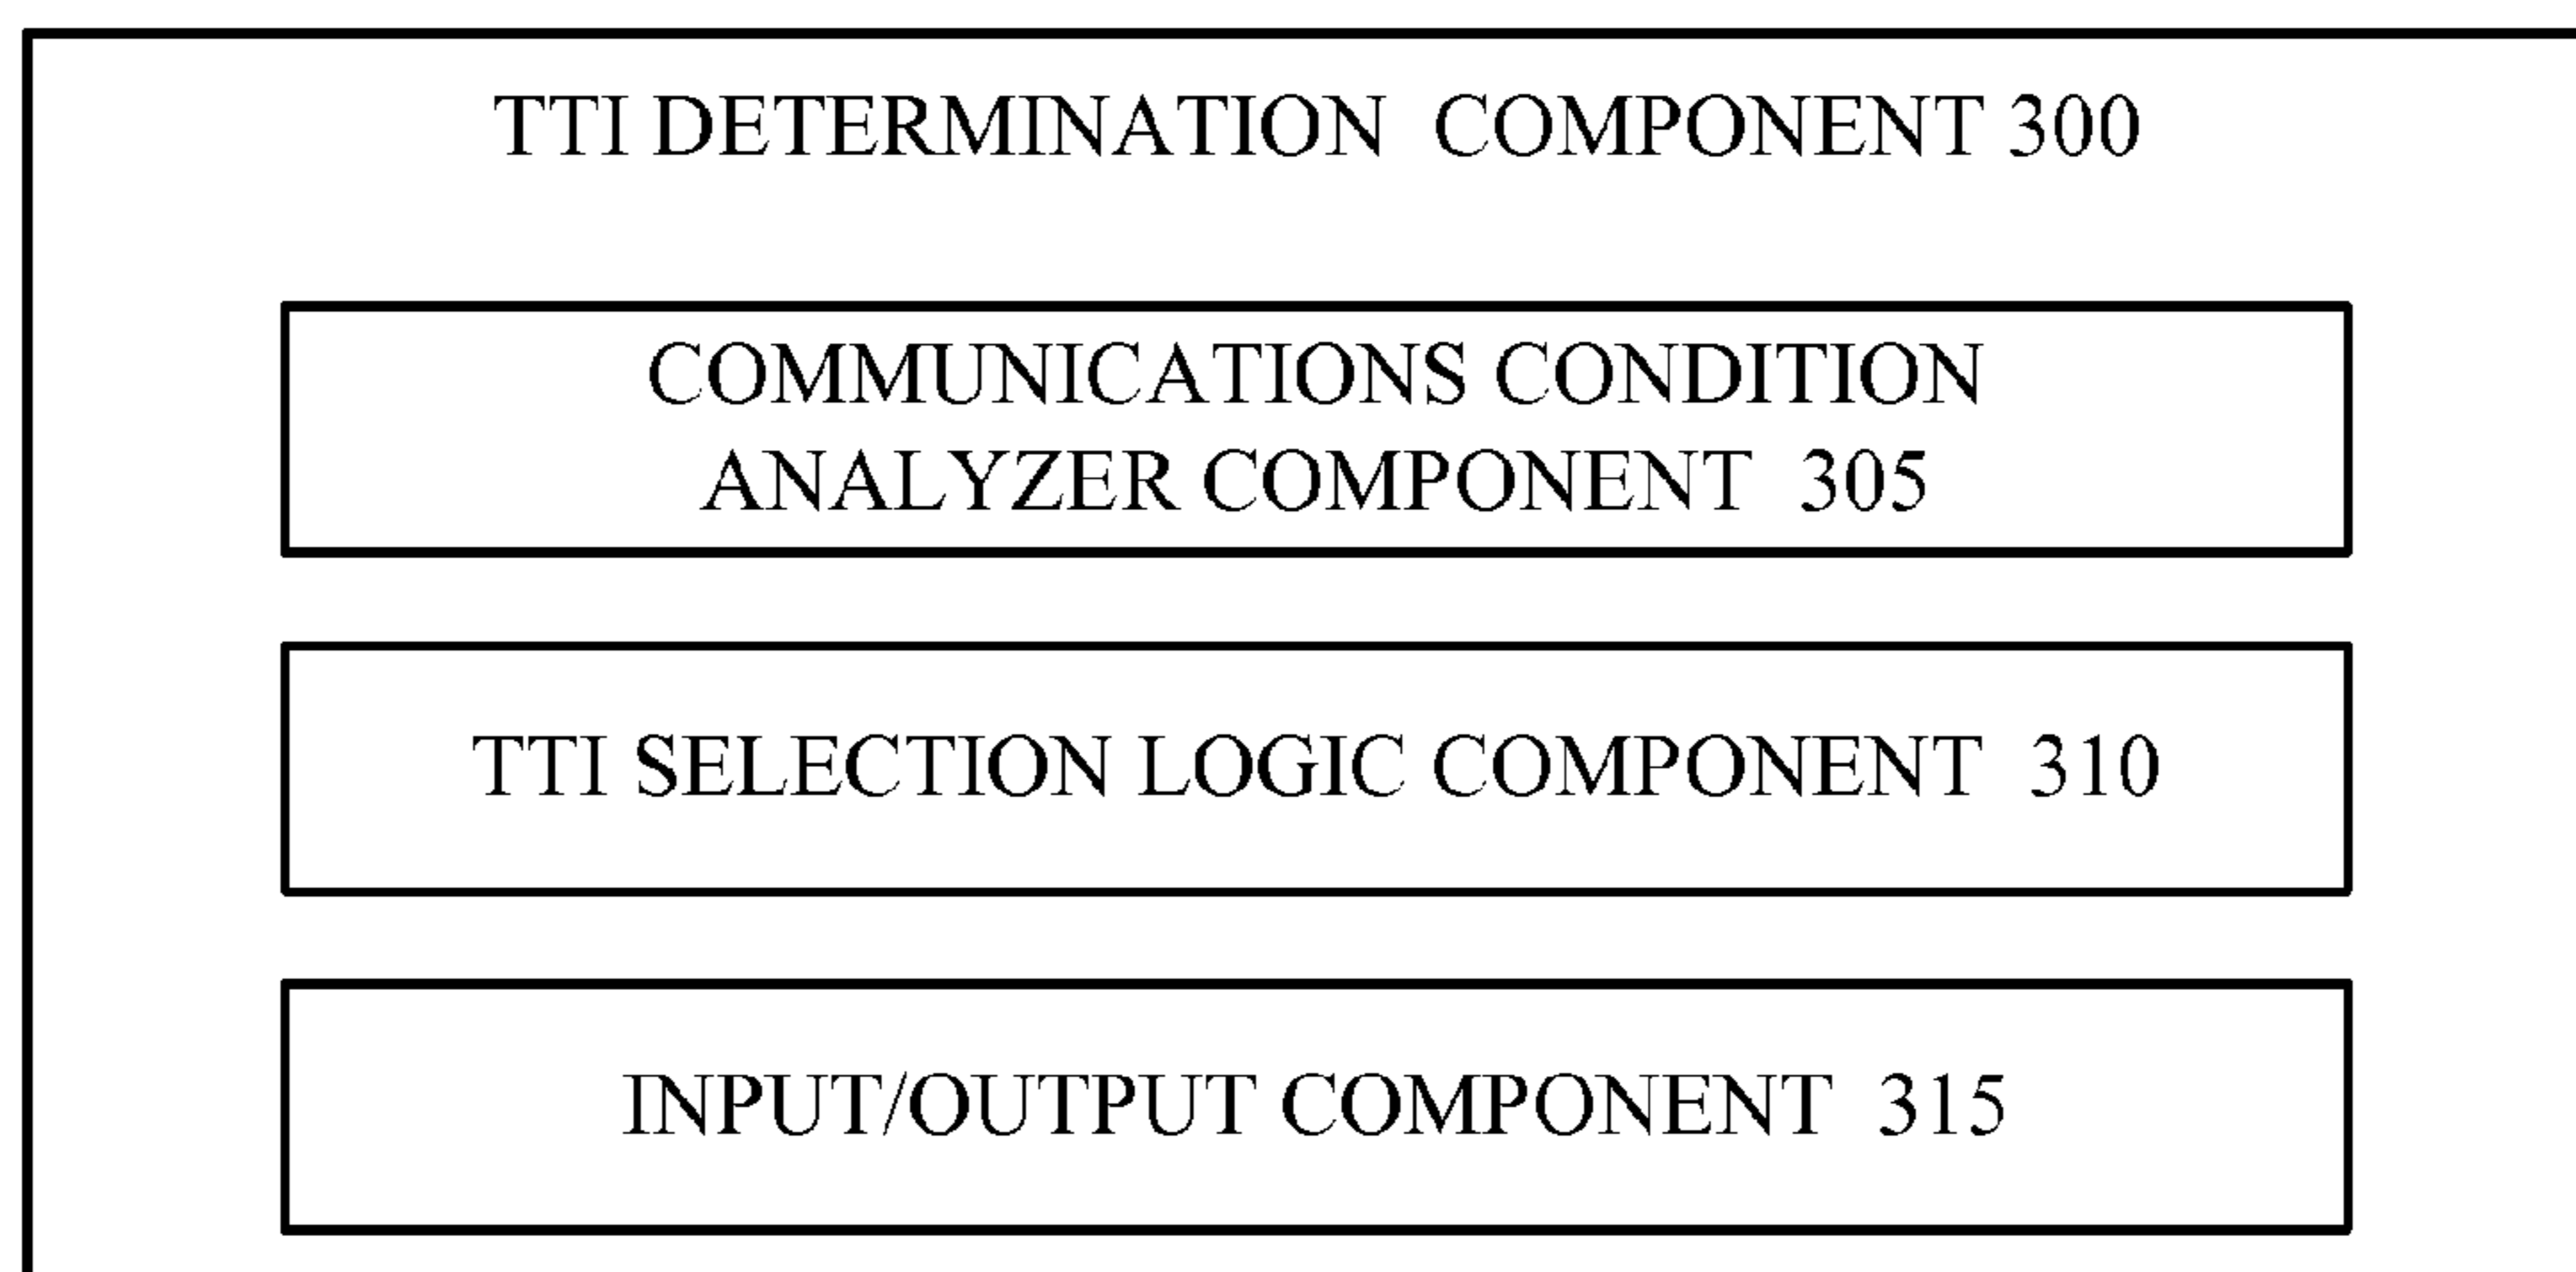 TTI DETERMINATION COMPONENT 300
COMMUNICATIONS CONDITION
ANALYZER COMPONENT 305
TTI SELECTION LOGIC COMPONENT 310
INPUT/OUTPUT COMPONENT 315